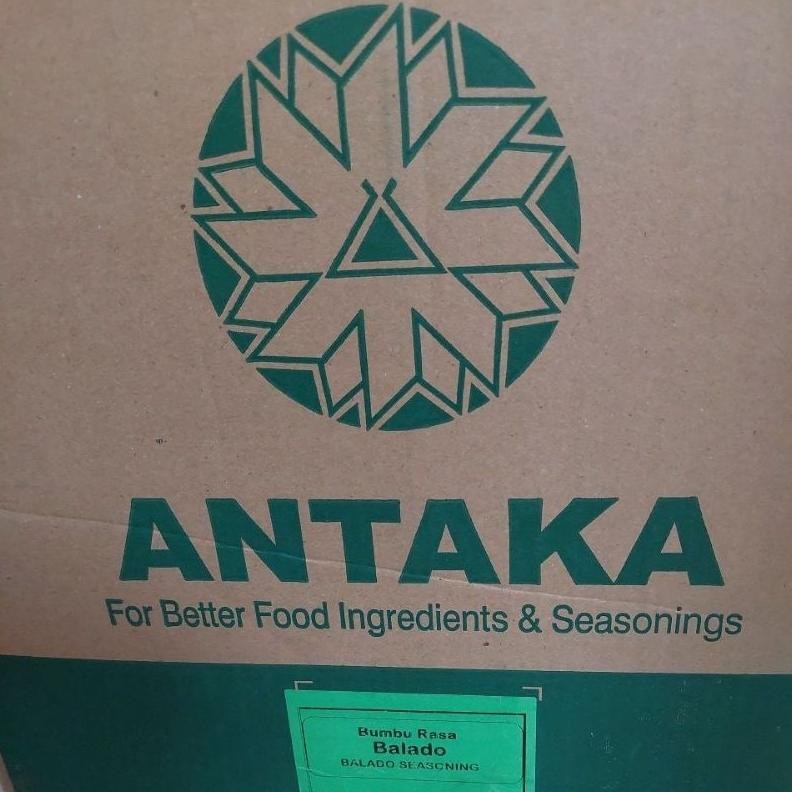 ANTAKA
For Better Food Ingredients & Seasonings
Bumbu Rasa
Balado
BALADO SEASONING